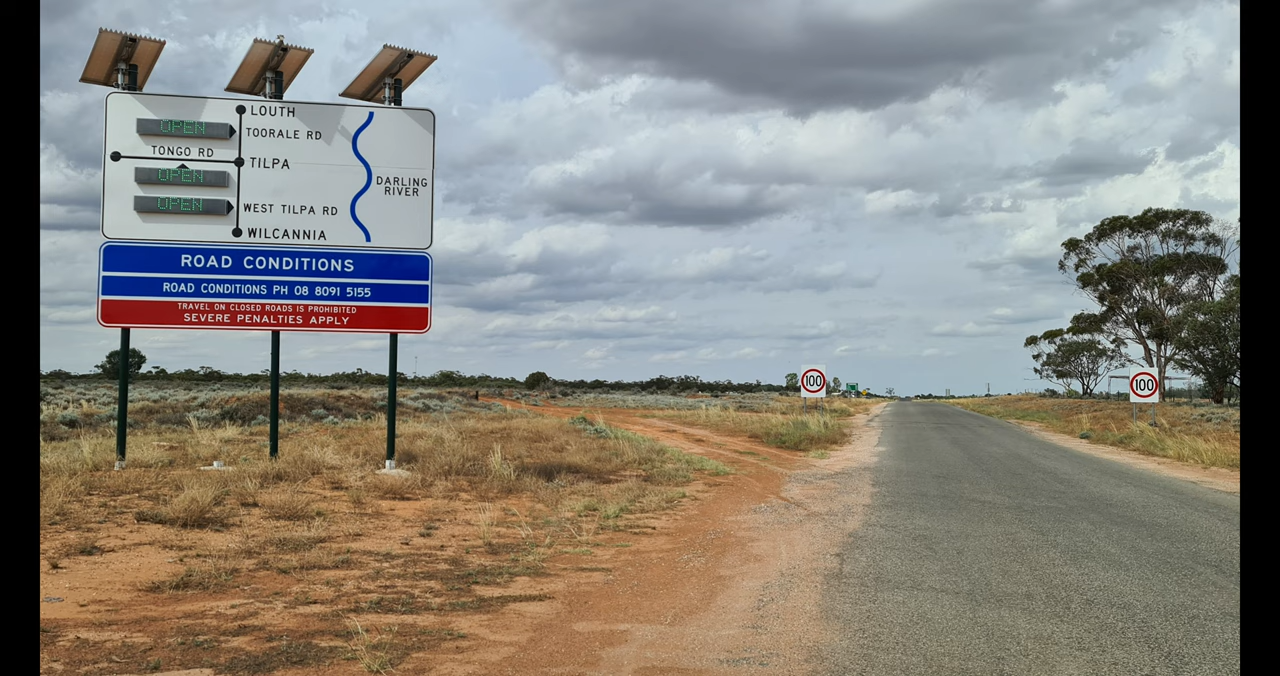 LOUTH
OPEN
TOORALE RD
TONGO RD
TILPA
OPEN
DARLING
RIVER
OPEN
WEST TILPA RD
WILCANNIA
ROAD CONDITIONS
ROAD CONDITIONS PH 08 8091 5155
TRAVEL ON CLOSED ROADS IS PROHIBITED
SEVERE PENALTIES APPLY
100
100